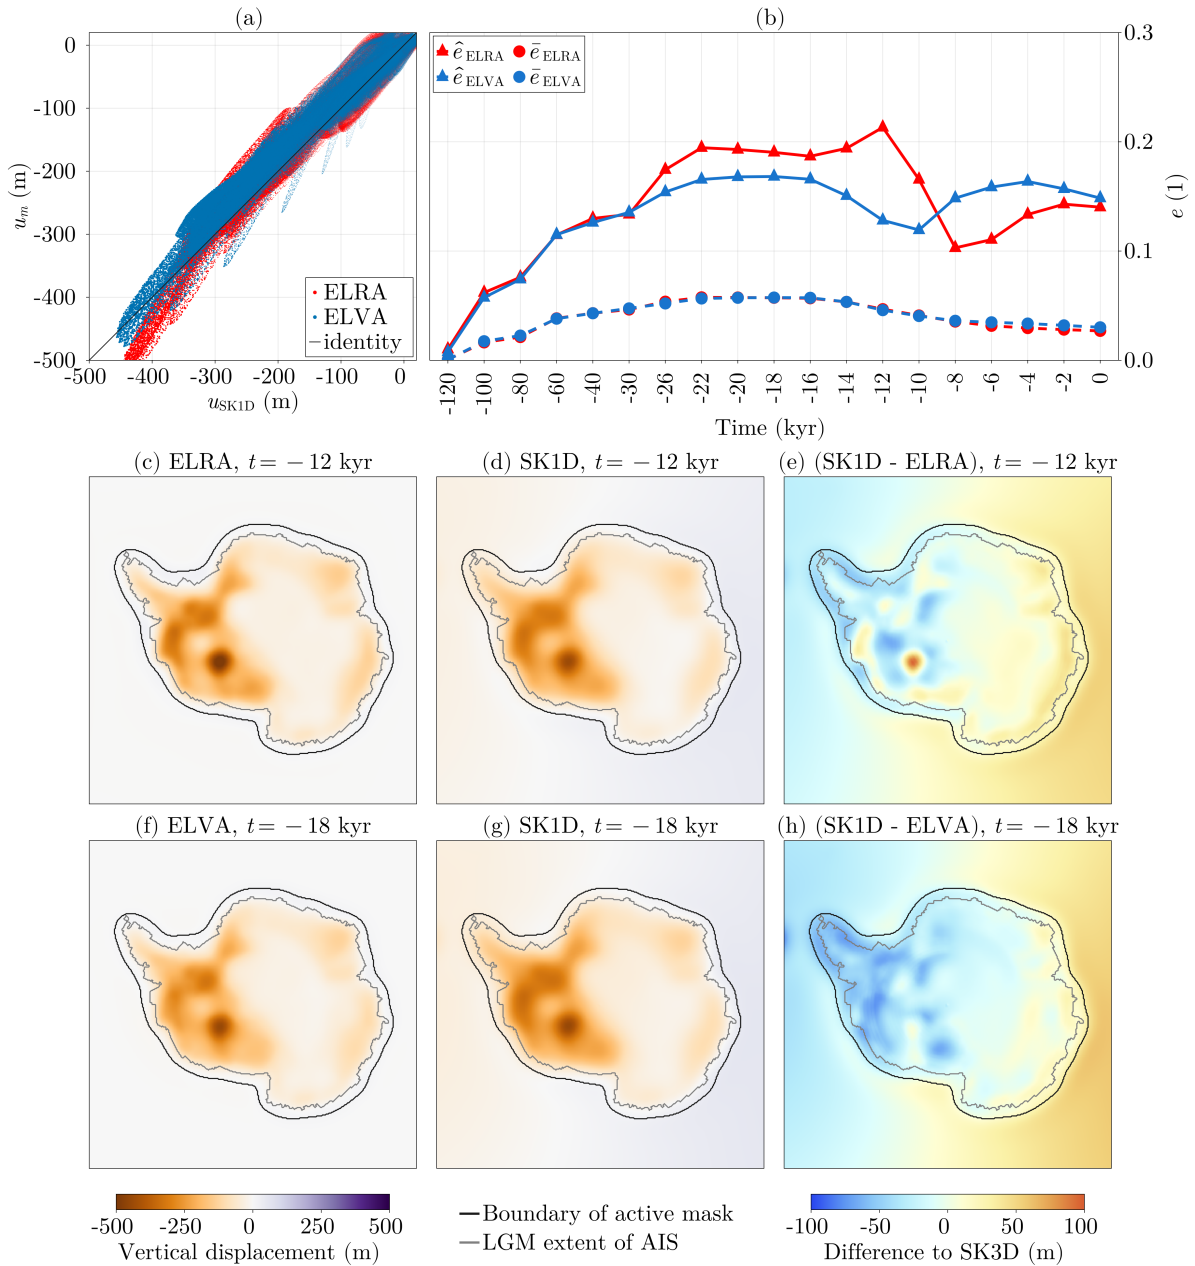 (a)
(b)
0
-100
-200
-300
-400
-500
u_m (m)
ELRA
ELVA
identity
-500 -400 -300 -200 -100 0
u_SK1D (m)
ê_ELRA ē_ELRA
ê_ELVA ē_ELVA
0.3
0.2
0.1
0.0
e (1)
-120 -100 -80 -60 -40 -30 -26 -22 -20 -18 -16 -14 -12 -10 -8 -6 -4 -2 0
Time (kyr)
(c) ELRA, t = −12 kyr
(d) SK1D, t = −12 kyr
(e) (SK1D - ELRA), t = −12 kyr
(f) ELVA, t = −18 kyr
(g) SK1D, t = −18 kyr
(h) (SK1D - ELVA), t = −18 kyr
-500 -250 0 250 500
Vertical displacement (m)
Boundary of active mask
LGM extent of AIS
-100 -50 0 50 100
Difference to SK3D (m)